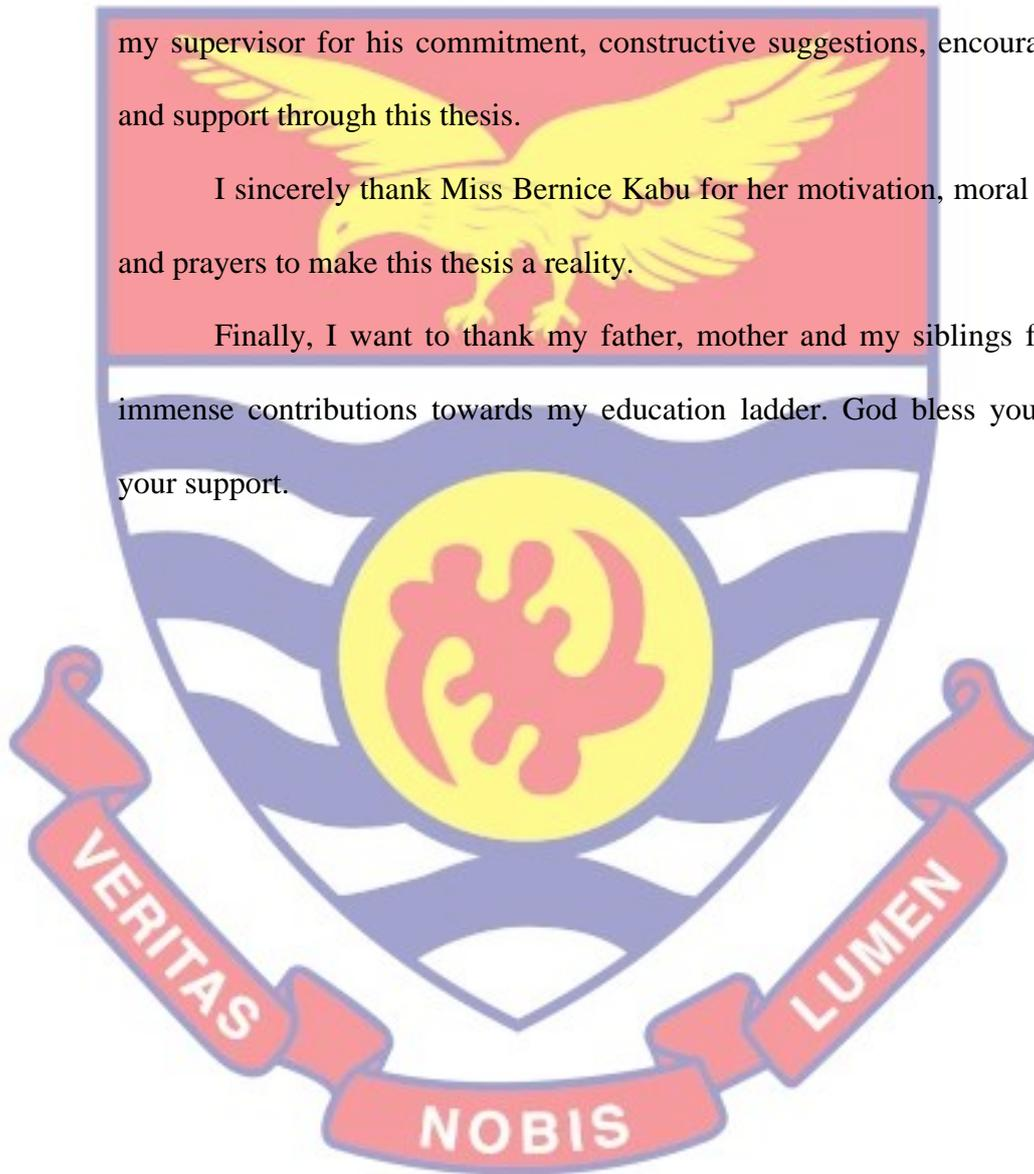 my supervisor for his commitment, constructive suggestions,
and support through this thesis.
I sincerely thank Miss Bernice Kabu for her motivation, moral
and prayers to make this thesis a reality.
Finally, I want to thank my father, mother and my siblings
immense contributions towards my education ladder. God bless you
your support.
VERITAS
NOBIS
LUMEN